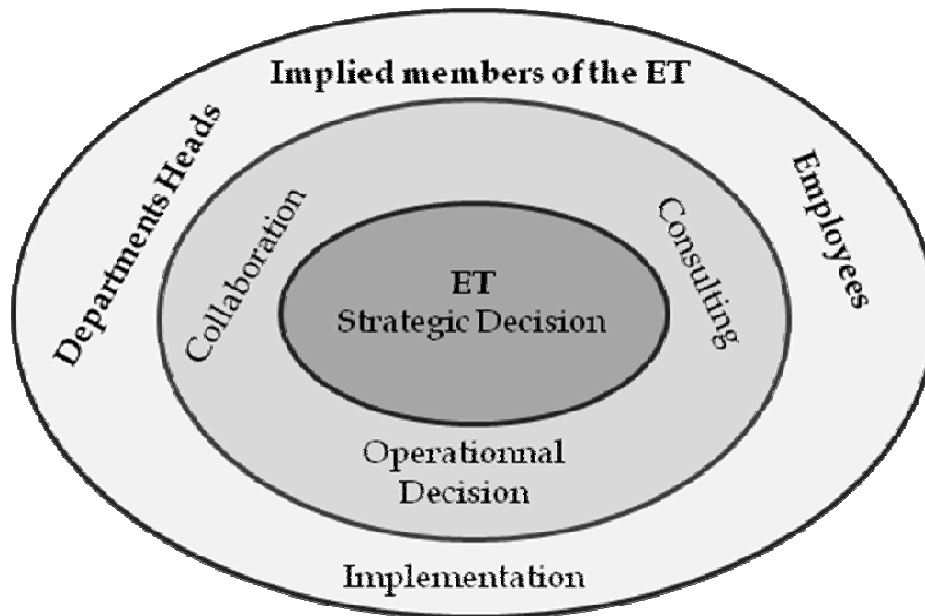 Implied members of the ET
Departments Heads
Employees
Collaboration
Consulting
ET
Strategic Decision
Operationnal
Decision
Implementation